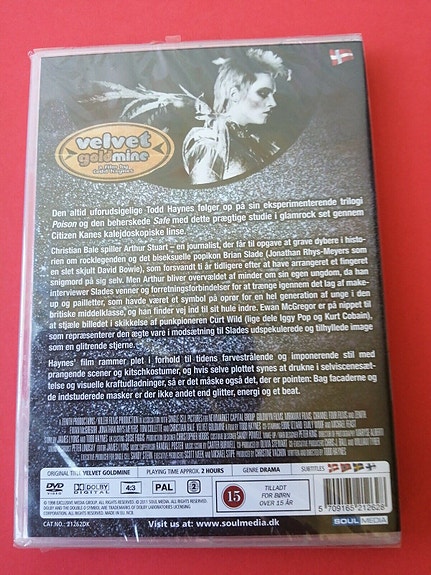 velvet
goldmine
Den altid uforudsigelige Todd Haynes følger op på sin eksperimenterende trilogi
Poison og den beherskede Safe med dette prægtige studie i glamrock set gennem
Citizen Kanes kalejdoskopiske linse.
Christian Bale spiller Arthur Stuart – en journalist, der får til opgave at grave dybere i histo-
rien om rocklegenden og det biseksuelle popikon Brian Slade (Jonathan Rhys-Meyers som
en slet skjult David Bowie), som forsvandt ti år tidligere efter at have arrangeret et fingeret
snigmord på sig selv. Men Arthur bliver overvældet af minder om sin egen ungdom, da han
interviewer Slades venner og forretningsforbindelser for at trænge igennem det lag af make-
up og pailletter, som havde været et symbol på oprør for en hel generation af unge i den
britiske middelklasse, og han finder vej ind til sit hule indre. Ewan McGregor er på nippet til
at stjæle billedet i skikkelse af punkpioneren Curt Wild (lige dele Iggy Pop og Kurt Cobain),
som repræsenterer den ægte vare i modsætning til Slades udspekulerede og tilhyllede image
som en glitrende stjerne.
Haynes' film rammer plet i forhold til tidens farvestrålende og imponerende stil med
prangende scener og kitschkostumer, og hvis selve plottet synes at drukne i selviscenesæt-
telse og visuelle kraftudladninger, så er det måske også det, der er pointen: Bag facaderne og
de industuderede masker er der ikke andet end glitter, energi og et beat.
ORIGINAL TITLE VELVET GOLDMINE
PLAYING TIME APPROX. 2 HOURS
GENRE DRAMA
SUBTITLES
DVD
VIDEO
DOLBY
DIGITAL
4:3
PAL
2
15
TILLADT
FOR BØRN
OVER 15 ÅR
5 709165 212628
CAT.NO.: 21262DK
Visit us at: www.soulmedia.dk
SOUL MEDIA